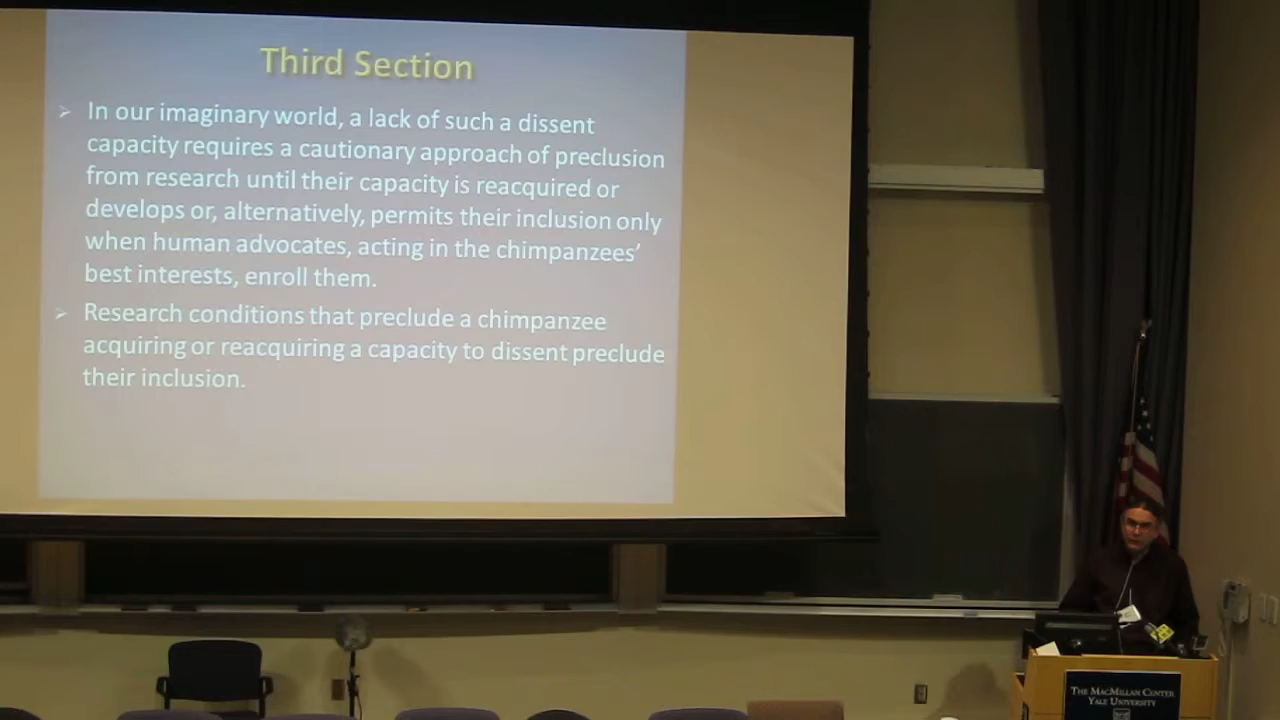 Third Section
In our imaginary world, a lack of such a dissent
capacity requires a cautionary approach of preclusion
from research until their capacity is reacquired or
develops or, alternatively, permits their inclusion only
when human advocates, acting in the chimpanzees’
best interests, enroll them.
Research conditions that preclude a chimpanzee
acquiring or reacquiring a capacity to dissent preclude
their inclusion.
THE MACMILLAN CENTER
YALE UNIVERSITY